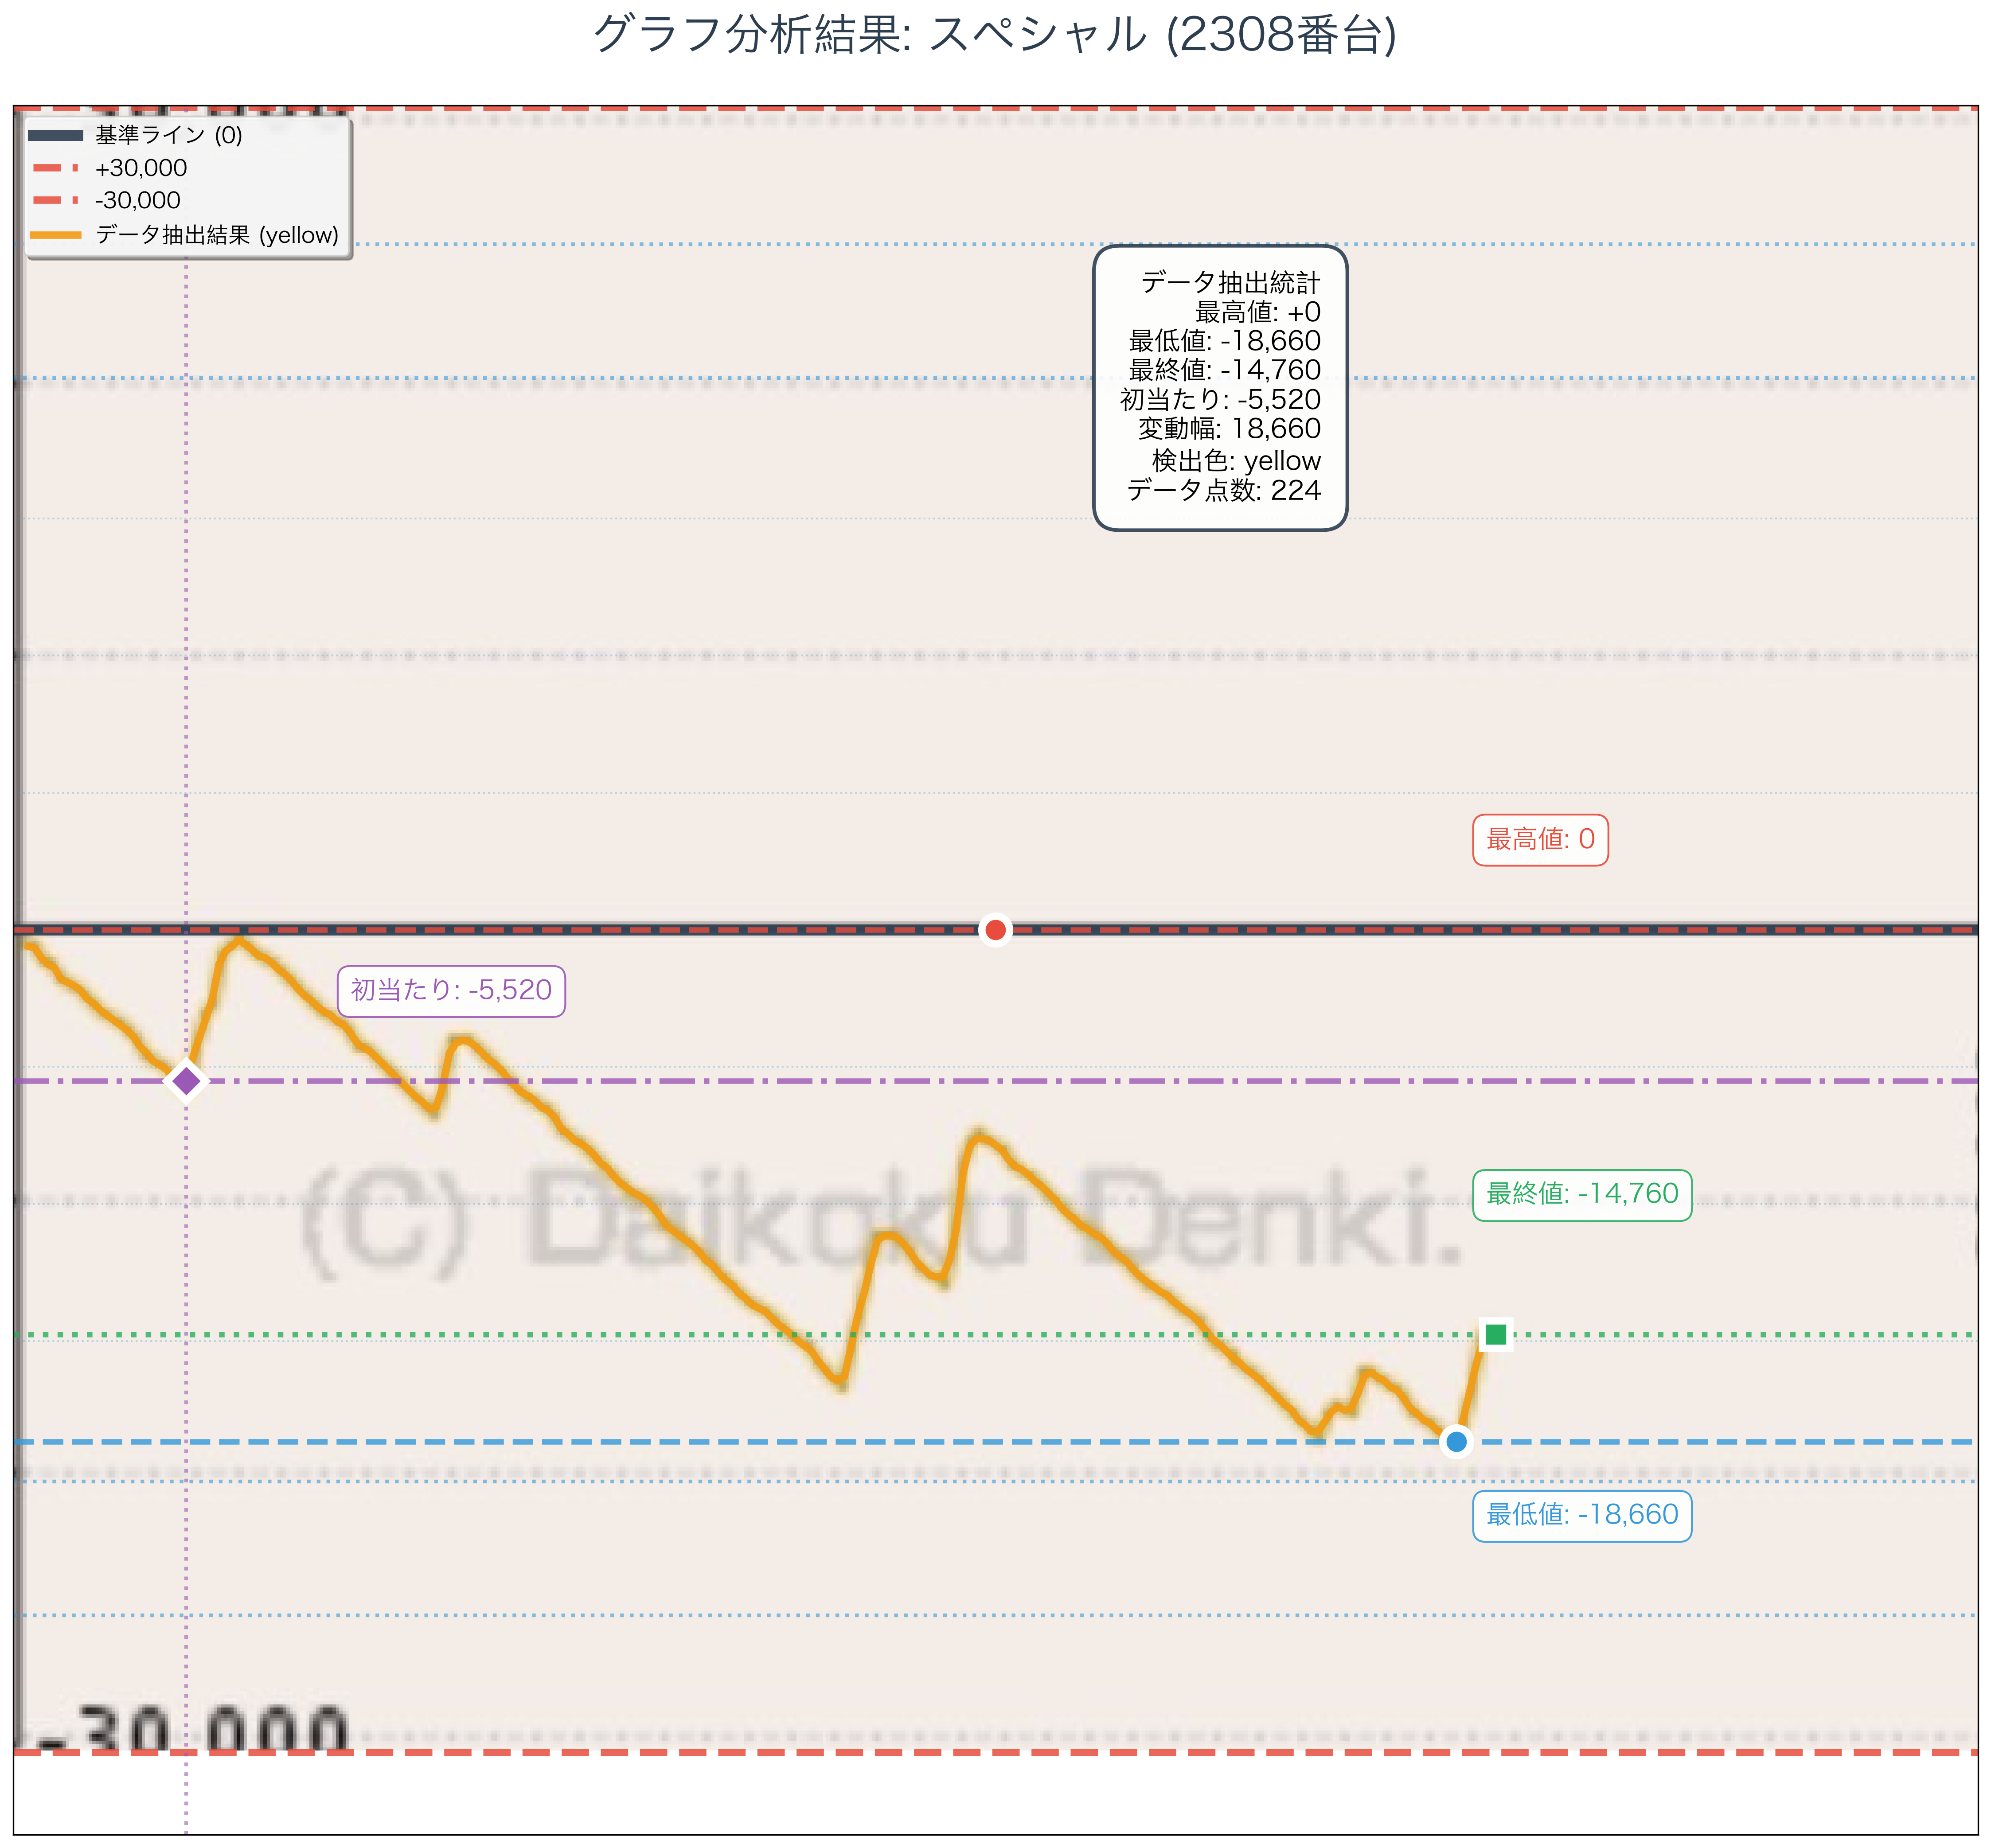 グラフ分析結果: スペシャル (2308番台)
基準ライン (0)
+30,000
-30,000
データ抽出結果 (yellow)
データ抽出統計
最高値: +0
最低値: -18,660
最終値: -14,760
初当たり: -5,520
変動幅: 18,660
検出色: yellow
データ点数: 224
最高値: 0
初当たり: -5,520
(C) Daikoku Denki.
最終値: -14,760
最低値: -18,660
-30,000